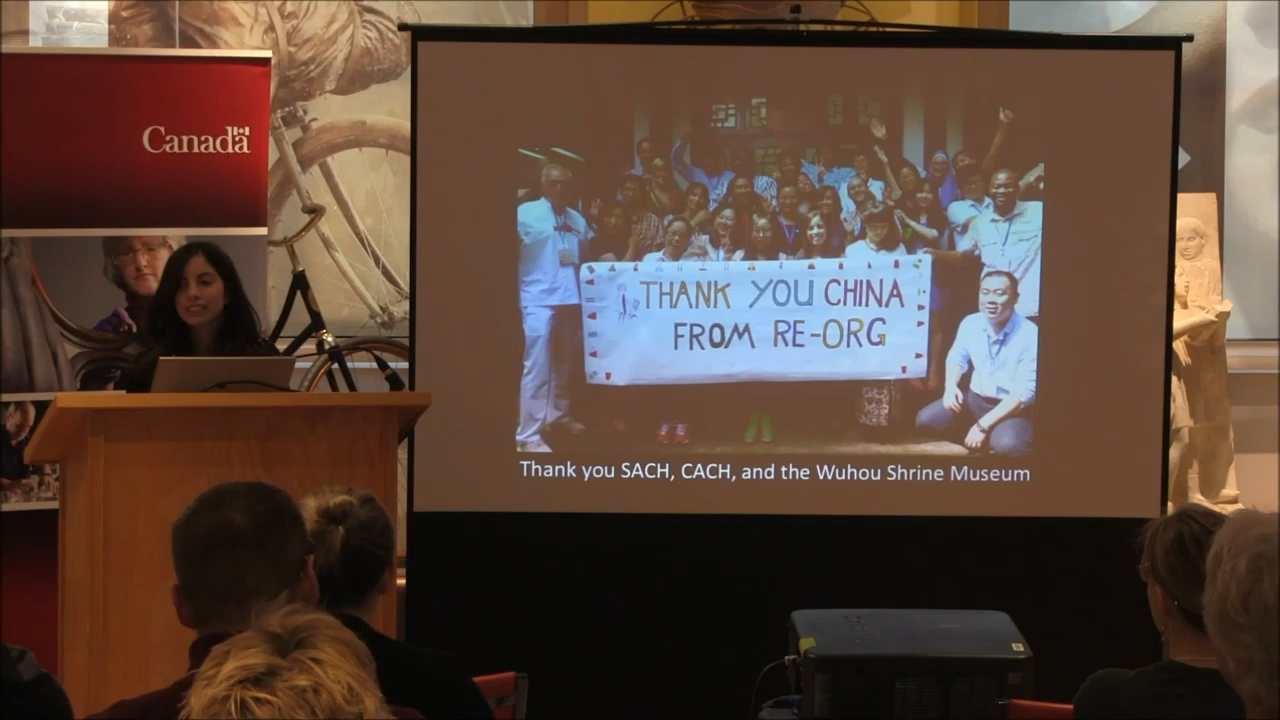 Canada
THANK YOU CHINA
FROM RE-ORG
Thank you SACH, CACH, and the Wuhou Shrine Museum